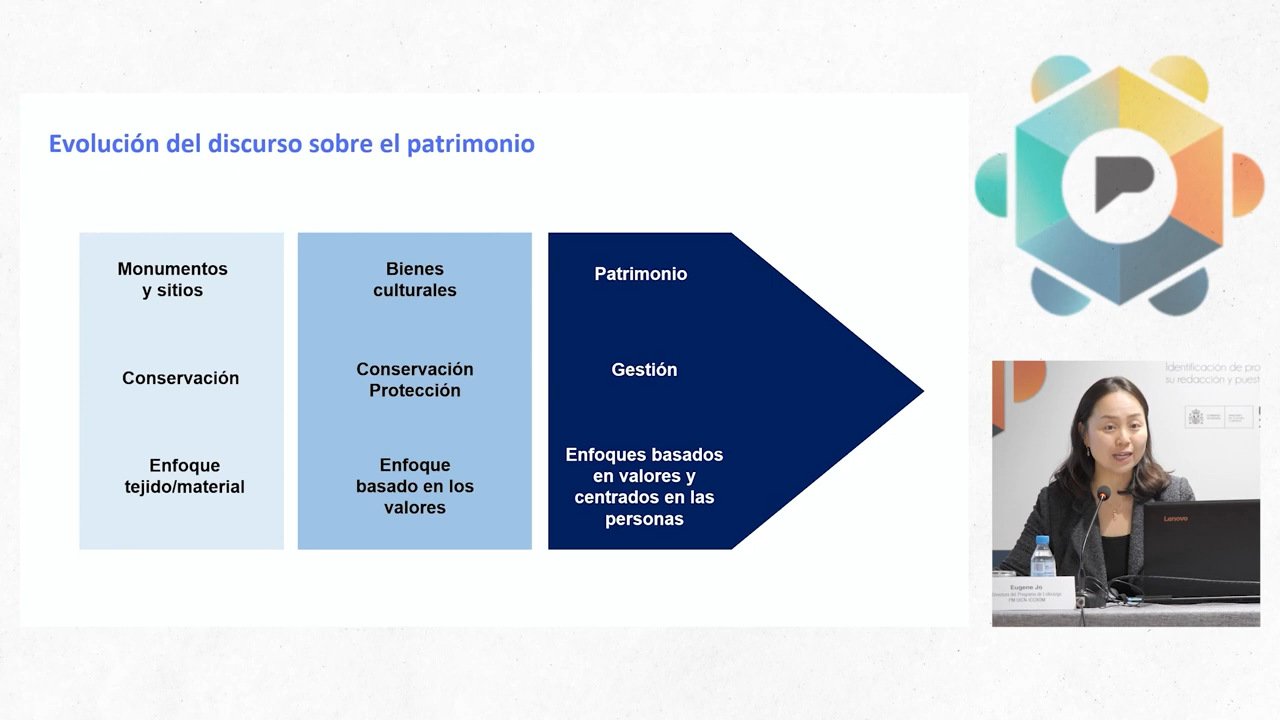 Evolución del discurso sobre el patrimonio
Monumentos
y sitios
Conservación
Enfoque
tejido/material
Bienes
culturales
Conservación
Protección
Enfoque
basado en los
valores
Patrimonio
Gestión
Enfoques basados
en valores y
centrados en las
personas
P
Identificación de pro
su redacción y puest
Lenovo
Eugene Jo